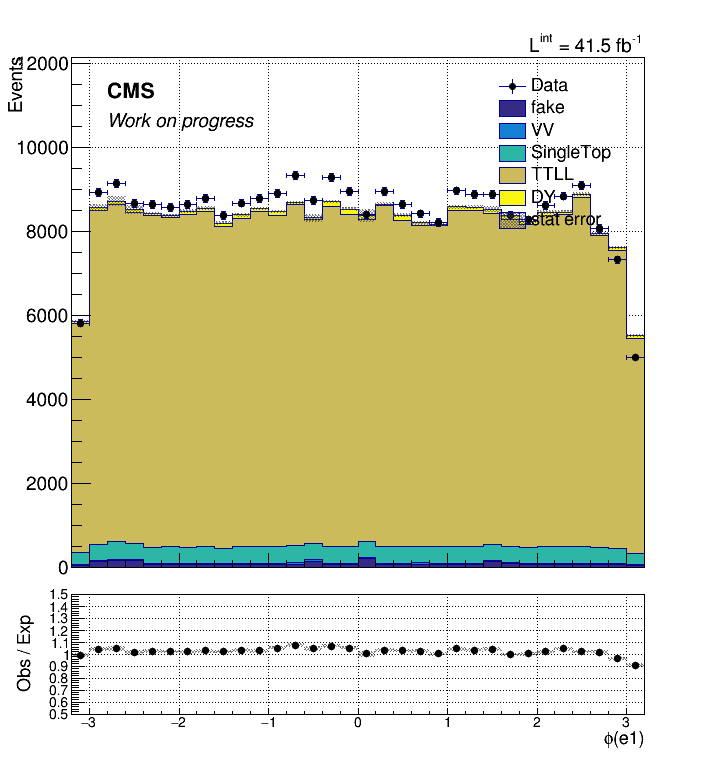 L^int = 41.5 fb^-1
Events
12000
CMS
Work on progress
Data
fake
VV
SingleTop
TTLL
DY
stat error
10000
8000
6000
4000
2000
0
Obs / Exp
1.5
1.4
1.3
1.2
1.1
1
0.9
0.8
0.7
0.6
0.5
−3 −2 −1 0 1 2 3
ϕ(e1)